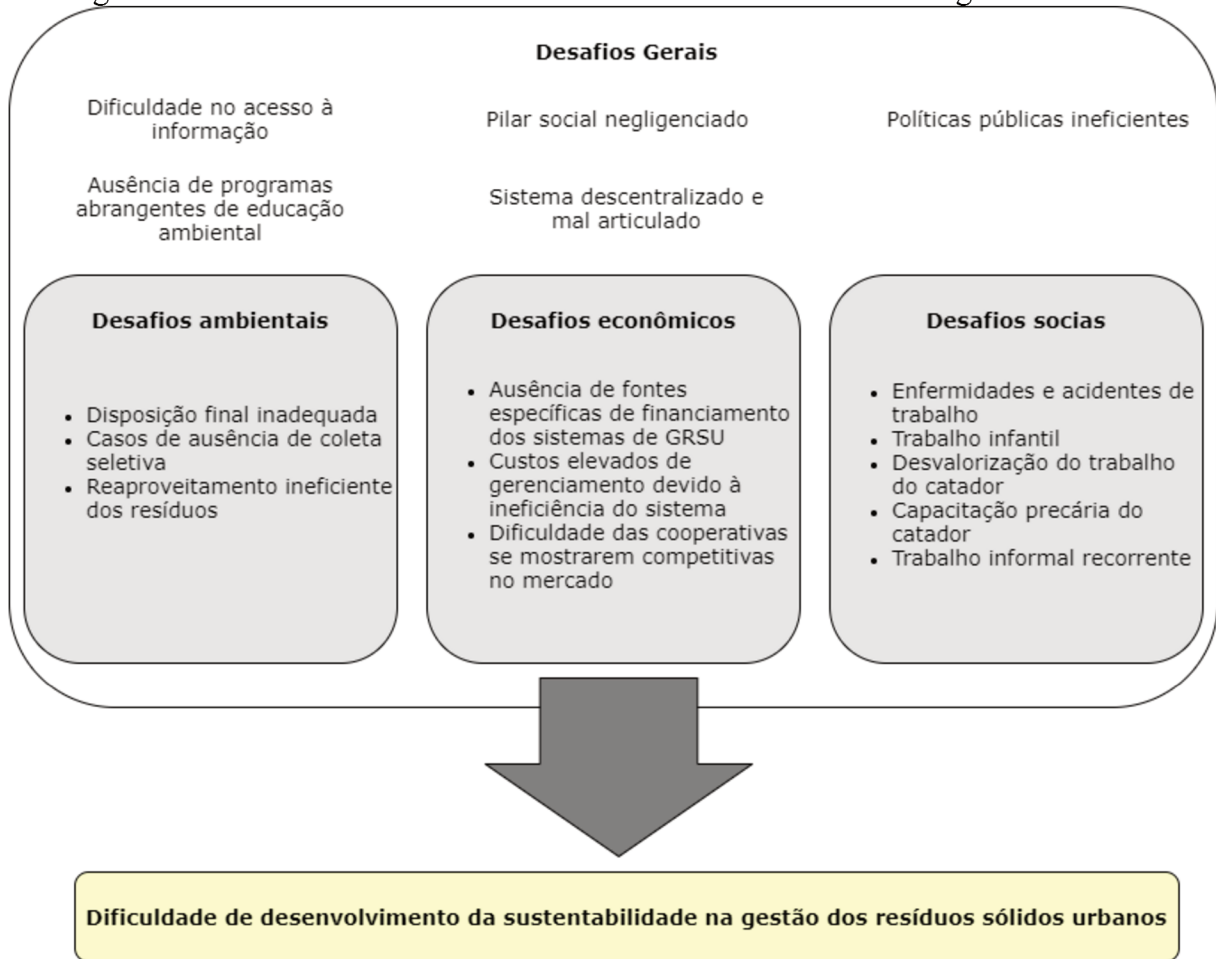 Desafios Gerais
Dificuldade no acesso à
informação
Pilar social negligenciado
Políticas públicas ineficientes
Ausência de programas
abrangentes de educação
ambiental
Sistema descentralizado e
mal articulado
Desafios ambientais
• Disposição final inadequada
• Casos de ausência de coleta
seletiva
• Reaproveitamento ineficiente
dos resíduos
Desafios econômicos
• Ausência de fontes
específicas de financiamento
dos sistemas de GRSU
• Custos elevados de
gerenciamento devido à
ineficiência do sistema
• Dificuldade das cooperativas
se mostrarem competitivas
no mercado
Desafios socias
• Enfermidades e acidentes de
trabalho
• Trabalho infantil
• Desvalorização do trabalho
do catador
• Capacitação precária do
catador
• Trabalho informal recorrente
Dificuldade de desenvolvimento da sustentabilidade na gestão dos resíduos sólidos urbanos